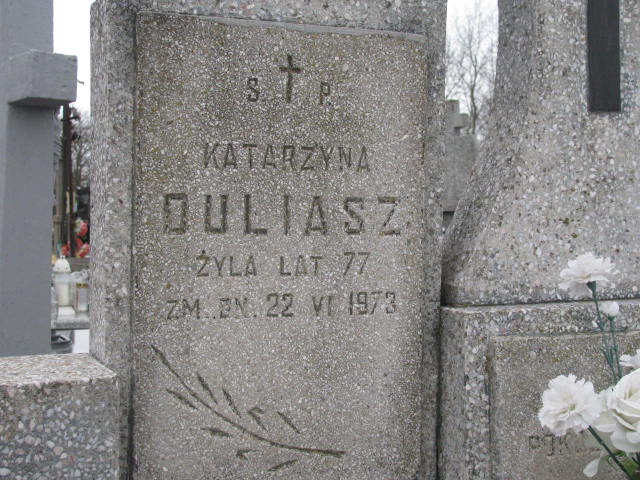 S P
KATARZYNA
DULIASZ
ŻYŁA LAT 77
ZM. DN. 22 VI 1973